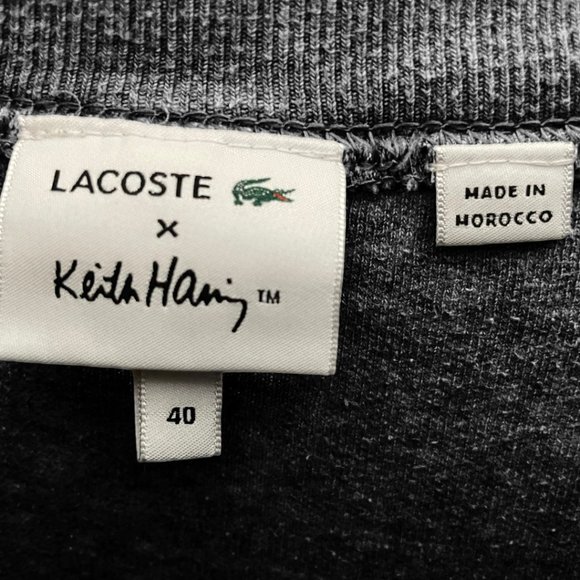 LACOSTE
x
Keith Haring ™
40
MADE IN
MOROCCO